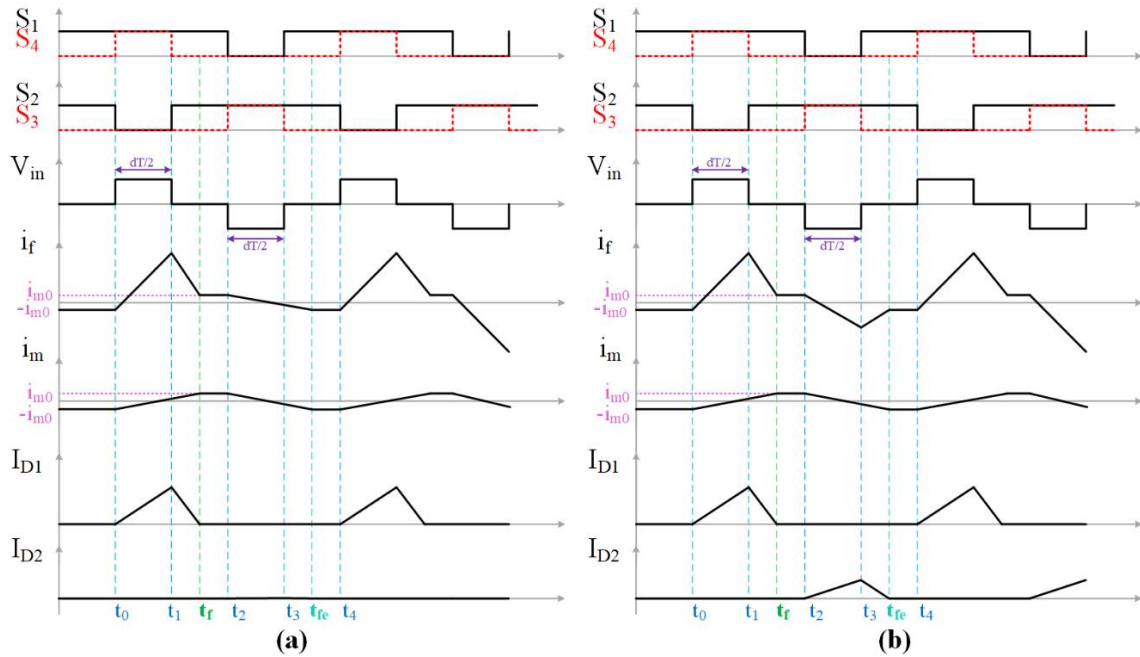 S1
S4
S2
S3
Vin
dT/2
dT/2
if
im0
-im0
im
im0
-im0
ID1
ID2
t0 t1 tf t2 t3 tfe t4
(a)
S1
S4
S2
S3
Vin
dT/2
dT/2
if
im0
-im0
im
im0
-im0
ID1
ID2
t0 t1 tf t2 t3 tfe t4
(b)